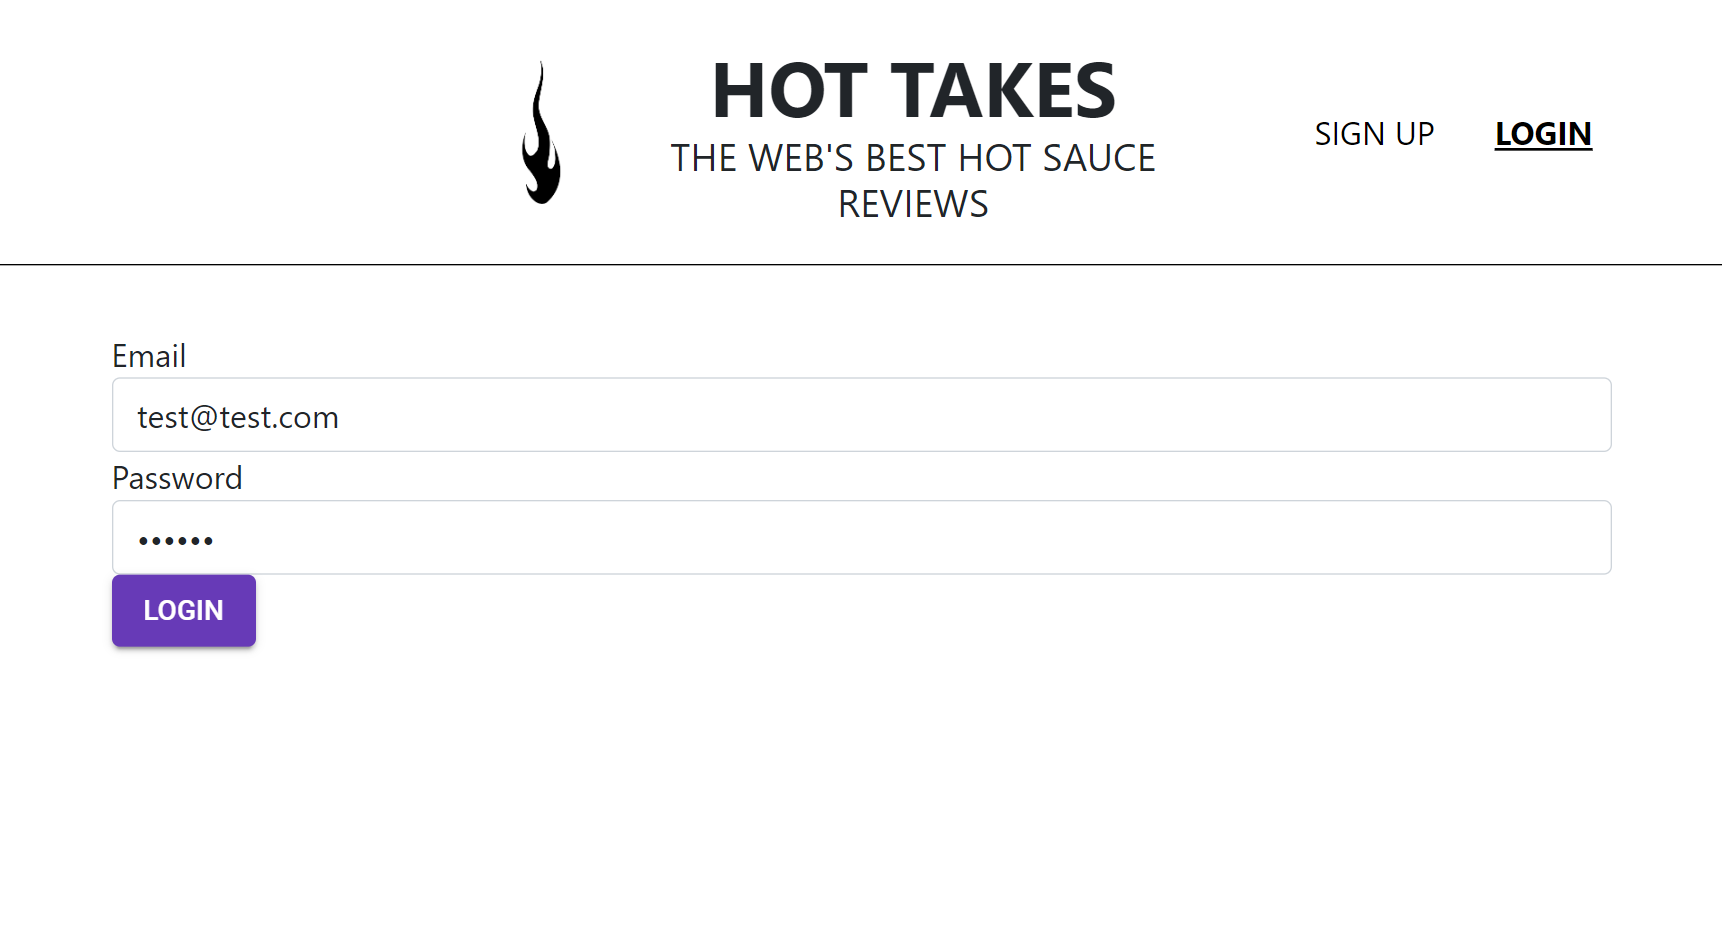 HOT TAKES
THE WEB'S BEST HOT SAUCE
REVIEWS
SIGN UP
LOGIN
Email
test@test.com
Password
••••••
LOGIN